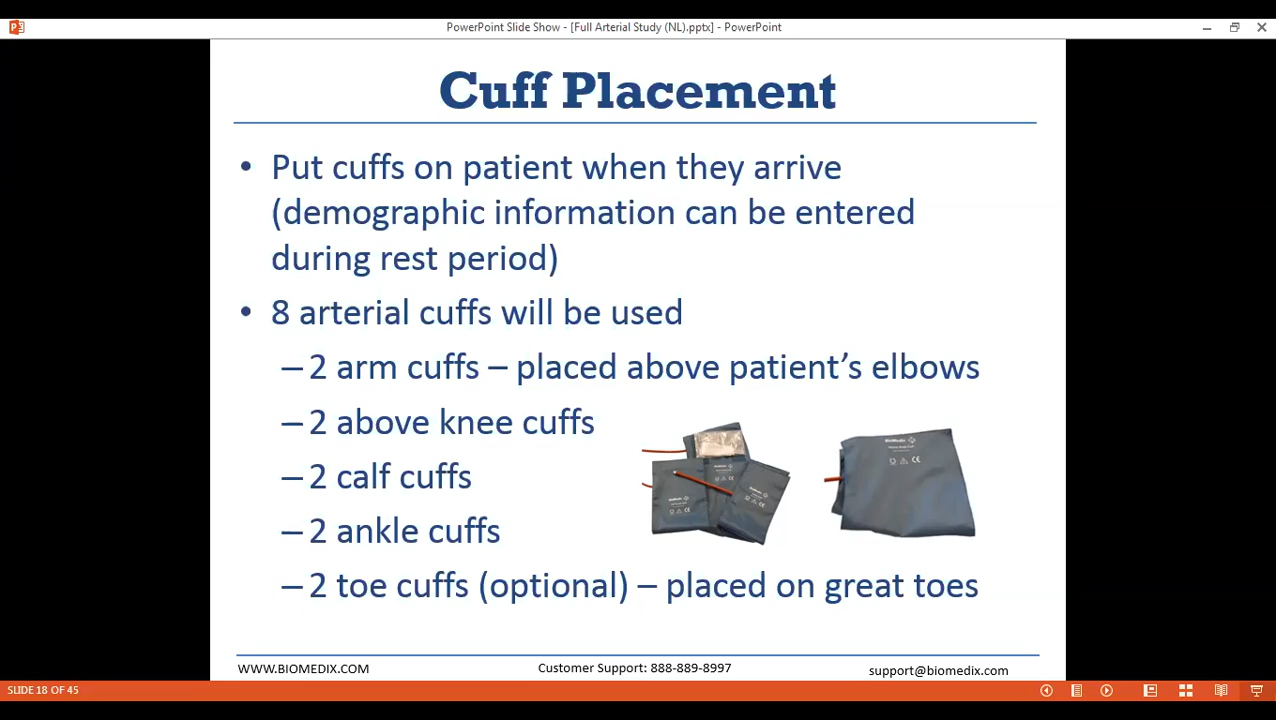 PowerPoint Slide Show - [Full Arterial Study (NL).pptx] - PowerPoint
Cuff Placement
• Put cuffs on patient when they arrive
(demographic information can be entered
during rest period)
• 8 arterial cuffs will be used
– 2 arm cuffs – placed above patient’s elbows
– 2 above knee cuffs
– 2 calf cuffs
– 2 ankle cuffs
– 2 toe cuffs (optional) – placed on great toes
BioMedix
BioMedix
BioMedix
WWW.BIOMEDIX.COM
Customer Support: 888-889-8997
support@biomedix.com
SLIDE 18 OF 45